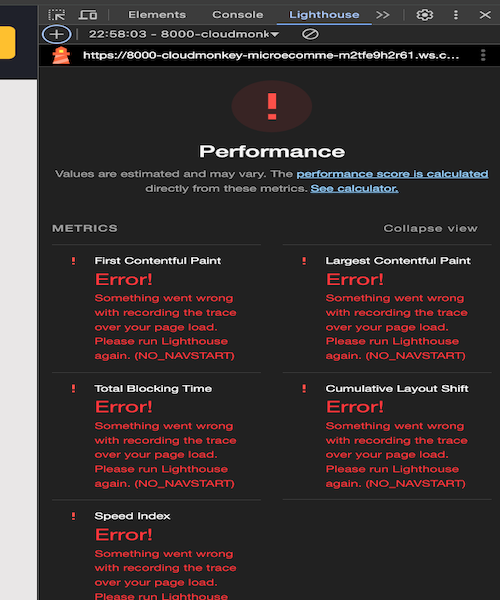 Elements Console Lighthouse
22:58:03 - 8000-cloudmonk
https://8000-cloudmonkey-microecomme-m2tfe9h2r61.ws.c...
!
Performance
Values are estimated and may vary. The performance score is calculated
directly from these metrics. See calculator.
METRICS Collapse view
! First Contentful Paint
Error!
Something went wrong
with recording the trace
over your page load.
Please run Lighthouse
again. (NO_NAVSTART)
! Largest Contentful Paint
Error!
Something went wrong
with recording the trace
over your page load.
Please run Lighthouse
again. (NO_NAVSTART)
! Total Blocking Time
Error!
Something went wrong
with recording the trace
over your page load.
Please run Lighthouse
again. (NO_NAVSTART)
! Cumulative Layout Shift
Error!
Something went wrong
with recording the trace
over your page load.
Please run Lighthouse
again. (NO_NAVSTART)
! Speed Index
Error!
Something went wrong
with recording the trace
over your page load.
Please run Lighthouse